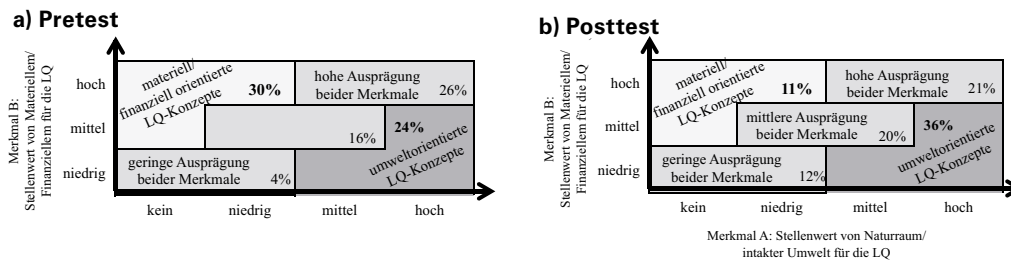 a) Pretest
Merkmal B:
Stellenwert von Materiellem/
Finanziellem für die LQ
hoch
mittel
niedrig
materiell/
finanziell orientierte
LQ-Konzepte
30%
hohe Ausprägung
beider Merkmale
26%
16%
24%
umweltorientierte
LQ-Konzepte
geringe Ausprägung
beider Merkmale
4%
kein
niedrig
mittel
hoch
b) Posttest
Merkmal B:
Stellenwert von Materiellem/
Finanziellem für die LQ
hoch
mittel
niedrig
materiell/
finanziell orientierte
LQ-Konzepte
11%
hohe Ausprägung
beider Merkmale
21%
mittlere Ausprägung
beider Merkmale
20%
36%
umweltorientierte
LQ-Konzepte
geringe Ausprägung
beider Merkmale
12%
kein
niedrig
mittel
hoch
Merkmal A: Stellenwert von Naturraum/
intakter Umwelt für die LQ